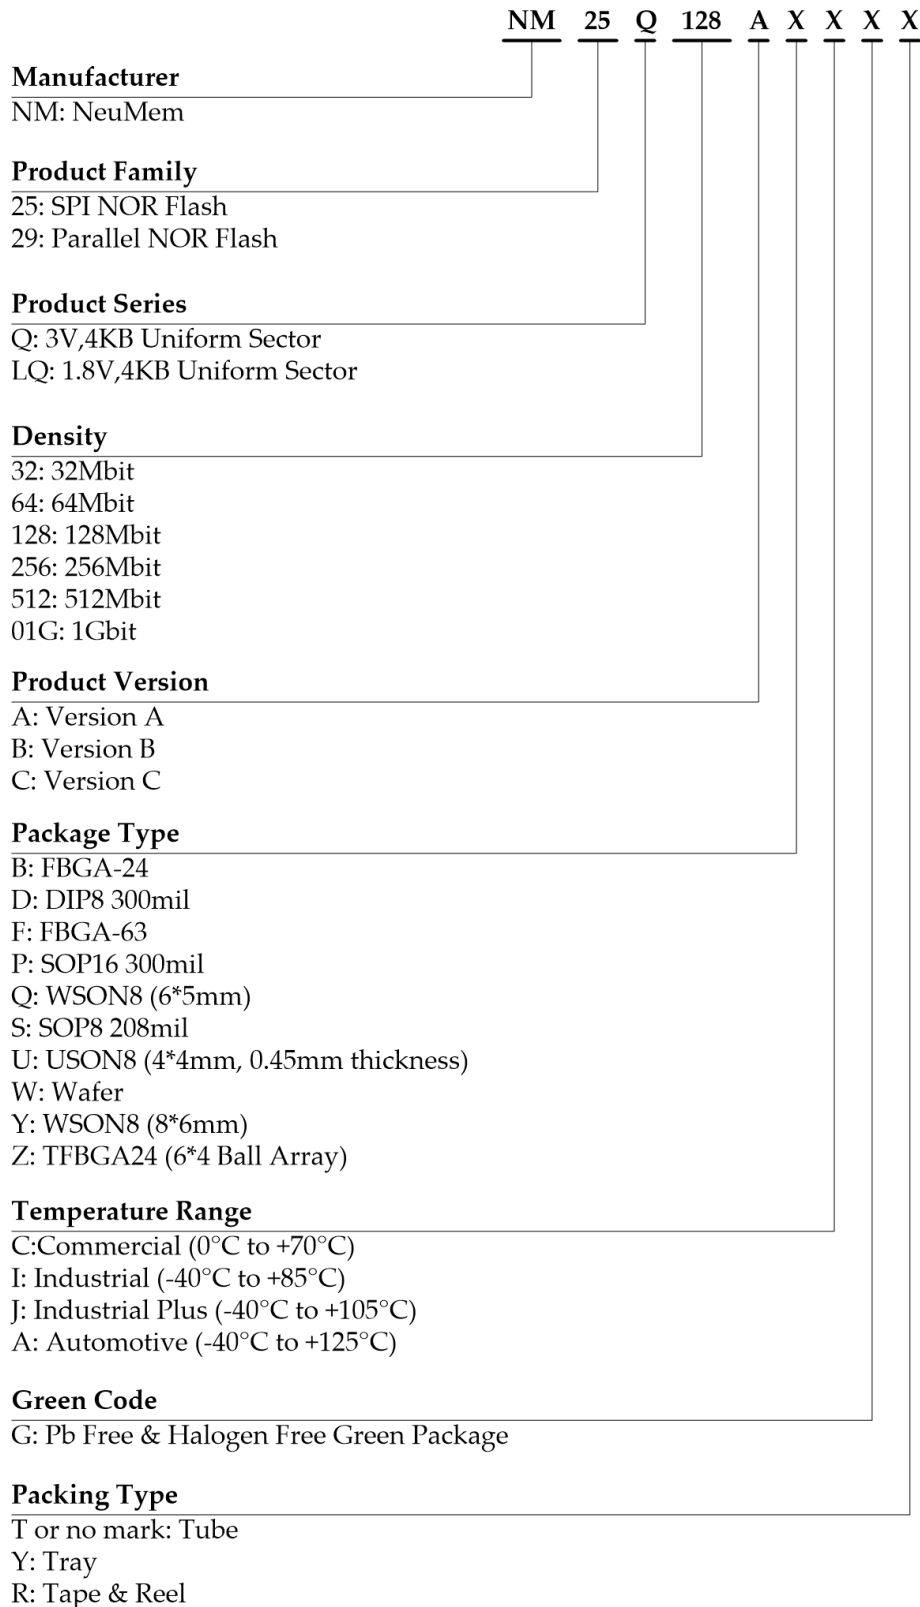 NM 25 Q 128 A X X X X
Manufacturer
NM: NeuMem
Product Family
25: SPI NOR Flash
29: Parallel NOR Flash
Product Series
Q: 3V,4KB Uniform Sector
LQ: 1.8V,4KB Uniform Sector
Density
32: 32Mbit
64: 64Mbit
128: 128Mbit
256: 256Mbit
512: 512Mbit
01G: 1Gbit
Product Version
A: Version A
B: Version B
C: Version C
Package Type
B: FBGA-24
D: DIP8 300mil
F: FBGA-63
P: SOP16 300mil
Q: WSON8 (6*5mm)
S: SOP8 208mil
U: USON8 (4*4mm, 0.45mm thickness)
W: Wafer
Y: WSON8 (8*6mm)
Z: TFBGA24 (6*4 Ball Array)
Temperature Range
C:Commercial (0°C to +70°C)
I: Industrial (-40°C to +85°C)
J: Industrial Plus (-40°C to +105°C)
A: Automotive (-40°C to +125°C)
Green Code
G: Pb Free & Halogen Free Green Package
Packing Type
T or no mark: Tube
Y: Tray
R: Tape & Reel